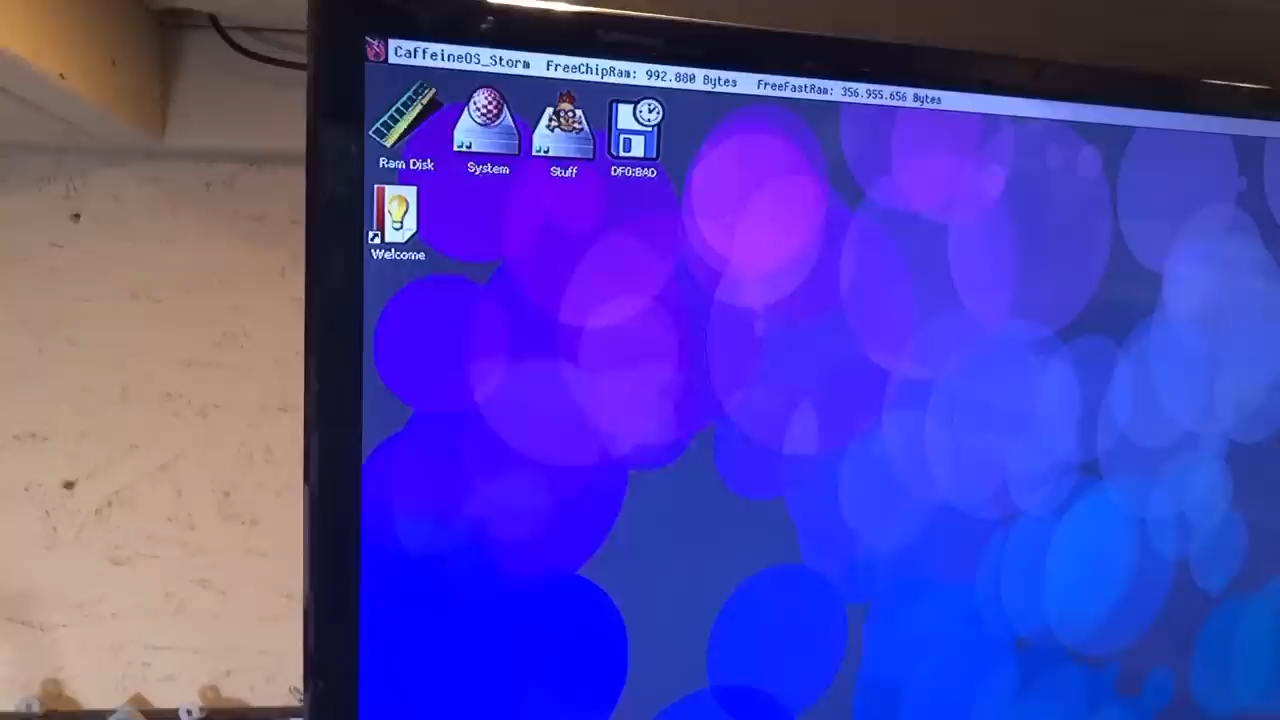 CaffeineOS_Storm FreeChipRam: 992.880 Bytes FreeFastRam: 356.955.656 Bytes
Ram Disk System Stuff DF0:BAD
Welcome